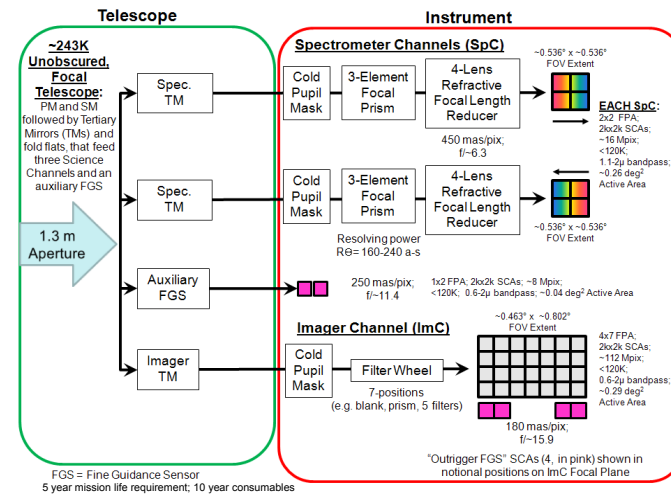 Telescope
Instrument
~243K
Unobscured,
Focal
Telescope:
PM and SM
followed by Tertiary
Mirrors (TMs) and
fold flats, that feed
three Science
Channels and an
auxiliary FGS
1.3 m
Aperture
Spec.
TM
Spec.
TM
Auxiliary
FGS
Imager
TM
Spectrometer Channels (SpC)
Cold
Pupil
Mask
3-Element
Focal
Prism
4-Lens
Refractive
Focal Length
Reducer
450 mas/pix;
f/~6.3
~0.536° x ~0.536°
FOV Extent
EACH SpC:
2x2 FPA;
2kx2k SCAs;
~16 Mpix;
<120K;
1.1-2µ bandpass;
~0.26 deg²
Active Area
Cold
Pupil
Mask
3-Element
Focal
Prism
4-Lens
Refractive
Focal Length
Reducer
Resolving power
RΘ= 160-240 a-s
~0.536° x ~0.536°
FOV Extent
250 mas/pix;
f/~11.4
1x2 FPA; 2kx2k SCAs; ~8 Mpix;
<120K; 0.6-2µ bandpass; ~0.04 deg² Active Area
Imager Channel (ImC)
Cold
Pupil
Mask
Filter Wheel
7-positions
(e.g. blank, prism, 5 filters)
~0.463° x ~0.802°
FOV Extent
4x7 FPA;
2kx2k SCAs;
~112 Mpix;
<120K;
0.6-2µ bandpass;
~0.29 deg²
Active Area
180 mas/pix;
f/~15.9
"Outrigger FGS" SCAs (4, in pink) shown in
notional positions on ImC Focal Plane
FGS = Fine Guidance Sensor
5 year mission life requirement; 10 year consumables